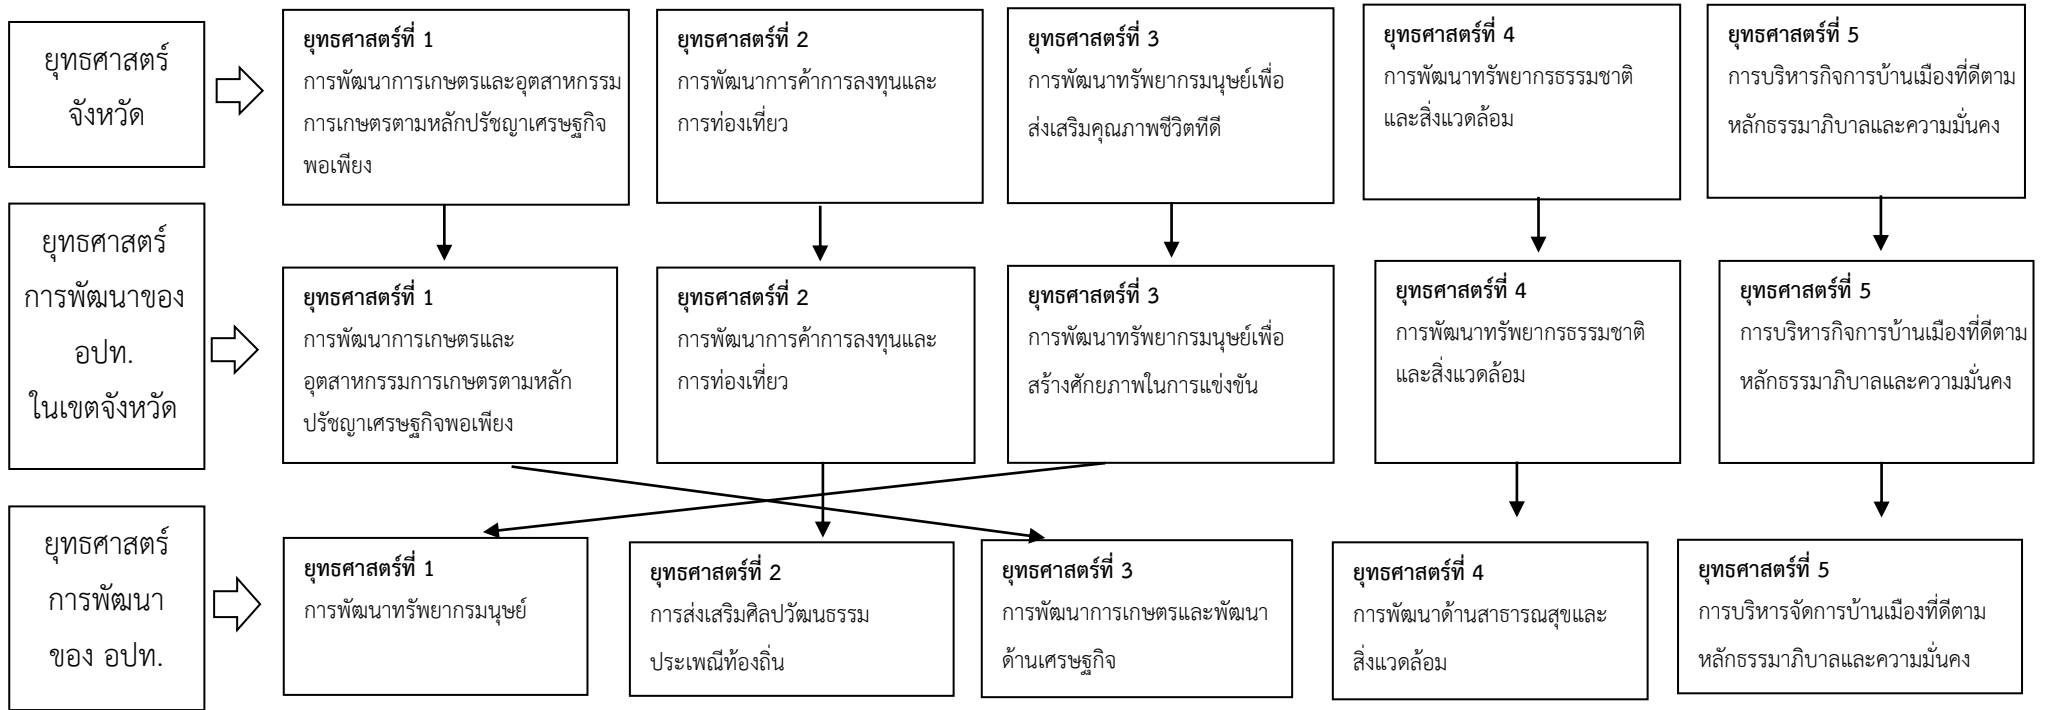 ยุทธศาสตร์
จังหวัด
ยุทธศาสตร์ที่ 1
การพัฒนาการเกษตรและอุตสาหกรรม
การเกษตรตามหลักปรัชญาเศรษฐกิจ
พอเพียง
ยุทธศาสตร์ที่ 2
การพัฒนาการค้าการลงทุนและ
การท่องเที่ยว
ยุทธศาสตร์ที่ 3
การพัฒนาทรัพยากรมนุษย์เพื่อ
ส่งเสริมคุณภาพชีวิตทีดี
ยุทธศาสตร์ที่ 4
การพัฒนาทรัพยากรธรรมชาติ
และสิ่งแวดล้อม
ยุทธศาสตร์ที่ 5
การบริหารกิจการบ้านเมืองที่ดีตาม
หลักธรรมาภิบาลและความมั่นคง
ยุทธศาสตร์
การพัฒนาของ
อปท.
ในเขตจังหวัด
ยุทธศาสตร์ที่ 1
การพัฒนาการเกษตรและ
อุตสาหกรรมการเกษตรตามหลัก
ปรัชญาเศรษฐกิจพอเพียง
ยุทธศาสตร์ที่ 2
การพัฒนาการค้าการลงทุนและ
การท่องเที่ยว
ยุทธศาสตร์ที่ 3
การพัฒนาทรัพยากรมนุษย์เพื่อ
สร้างศักยภาพในการแข่งขัน
ยุทธศาสตร์ที่ 4
การพัฒนาทรัพยากรธรรมชาติ
และสิ่งแวดล้อม
ยุทธศาสตร์ที่ 5
การบริหารกิจการบ้านเมืองที่ดีตาม
หลักธรรมาภิบาลและความมั่นคง
ยุทธศาสตร์
การพัฒนา
ของ อปท.
ยุทธศาสตร์ที่ 1
การพัฒนาทรัพยากรมนุษย์
ยุทธศาสตร์ที่ 2
การส่งเสริมศิลปวัฒนธรรม
ประเพณีท้องถิ่น
ยุทธศาสตร์ที่ 3
การพัฒนาการเกษตรและพัฒนา
ด้านเศรษฐกิจ
ยุทธศาสตร์ที่ 4
การพัฒนาด้านสาธารณสุขและ
สิ่งแวดล้อม
ยุทธศาสตร์ที่ 5
การบริหารจัดการบ้านเมืองที่ดีตาม
หลักธรรมาภิบาลและความมั่นคง